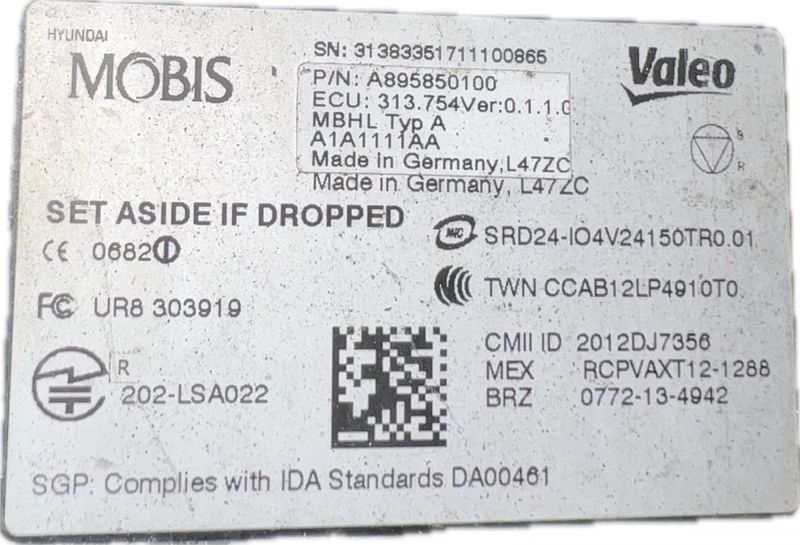 HYUNDAI
MOBIS
SN: 31383351711100865
P/N: A895850100
ECU: 313.754Ver:0.1.1.0
MBHL Typ A
A1A1111AA
Made in Germany,L47ZC
Made in Germany, L47ZC
Valeo
S
R
SET ASIDE IF DROPPED
CE 0682
FC UR8 303919
R
202-LSA022
SRD24-IO4V24150TR0.01
TWN CCAB12LP4910T0
CMII ID 2012DJ7356
MEX RCPVAXT12-1288
BRZ 0772-13-4942
SGP: Complies with IDA Standards DA00461